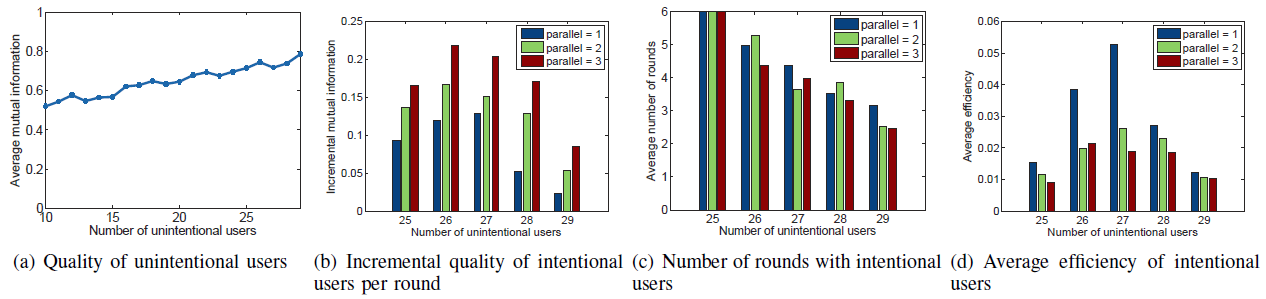 1
0.8
0.6
0.4
0.2
0
10
15
20
25
Average mutual information
Number of unintentional users
(a) Quality of unintentional users
0.25
0.2
0.15
0.1
0.05
0
25
26
27
28
29
parallel = 1
parallel = 2
parallel = 3
Incremental mutual information
Number of unintentional users
(b) Incremental quality of intentional
users per round
6
5
4
3
2
1
0
25
26
27
28
29
parallel = 1
parallel = 2
parallel = 3
Average number of rounds
Number of unintentional users
(c) Number of rounds with intentional
users
0.06
0.05
0.04
0.03
0.02
0.01
0
25
26
27
28
29
parallel = 1
parallel = 2
parallel = 3
Average efficiency
Number of unintentional users
(d) Average efficiency of intentional
users